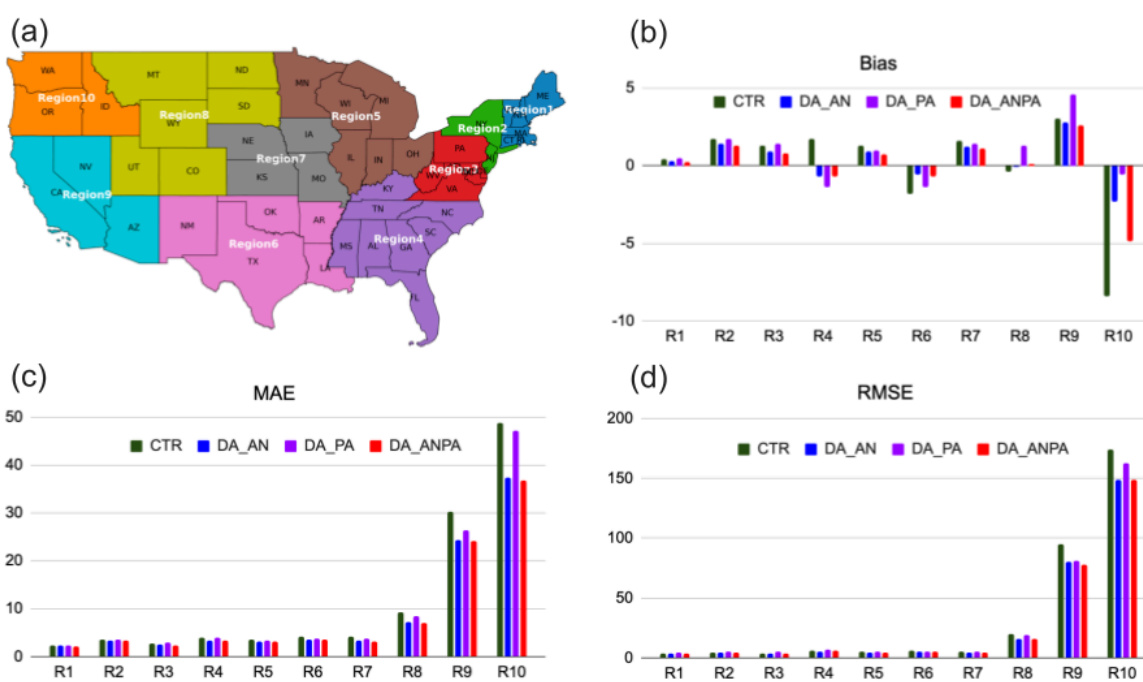 (a)
WA
MT
ND
MN
ME
Region10
OR
ID
Region8
SD
WI
MI
Region1
WY
Region5
NY
Region2
MA
CT
NE
IA
PA
NV
Region7
IL
IN
OH
UT
CO
KS
MO
WV
VA
CA
Region9
KY
AZ
NM
OK
AR
TN
NC
Region6
TX
MS
AL
Region4
GA
SC
LA
FL
(b)
Bias
CTR DA_AN DA_PA DA_ANPA
5
0
-5
-10
R1 R2 R3 R4 R5 R6 R7 R8 R9 R10
(c)
MAE
CTR DA_AN DA_PA DA_ANPA
50
40
30
20
10
0
R1 R2 R3 R4 R5 R6 R7 R8 R9 R10
(d)
RMSE
CTR DA_AN DA_PA DA_ANPA
200
150
100
50
0
R1 R2 R3 R4 R5 R6 R7 R8 R9 R10